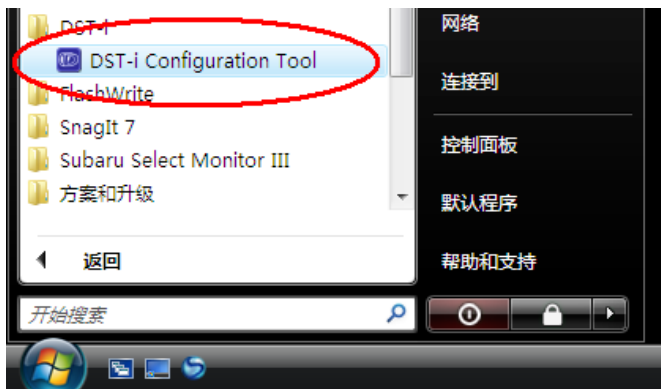 DST-i
DST-i Configuration Tool
FlashWrite
SnagIt 7
Subaru Select Monitor III
方案和升级
返回
开始搜索
网络
连接到
控制面板
默认程序
帮助和支持